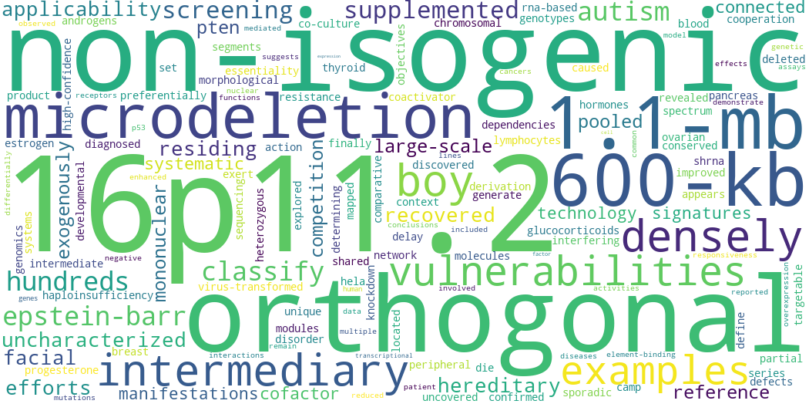 applicability screening supplemented rna-based autism connected
observed androgens pten co-culture chromosomal genotypes blood cooperation
non-isogenic
segments set essentiality morphological thyroid objectives caused model deleted genetic assays
product receptors preferentially functions nuclear resistance coactivator cancers revealed pancreas effects demonstrate
high-confidence mediated suggests expression
microdeletion 1.1-mb
estrogen p53 diagnosed residing action dependencies pooled hormones spectrum ovarian conserved
large-scale lymphocytes discovered common shrna improved
16p11.2 600-kb
differentially exogenously developmental systematic exert finally lines boy context derivation generate appears
enhanced sequencing heterozygous explored competition mapped determining comparative recovered technology signatures
genomics systems mononuclear conclusions delay network molecules glucocorticoids interfering densely
intermediate negative classify shared included factor vulnerabilities responsiveness
hundreds virus-transformed hela knockdown human activities targetable
genes haploinsufficiency unique data involved reported overexpression
epstein-barr modules located multiple orthogonal define
uncharacterized disorder interactions remain transcriptional diseases element-binding partial
facial breast intermediary peripheral die examples series
progesterone hereditary camp defects
efforts mutations manifestations cofactor reduced patient uncovered confirmed sporadic reference